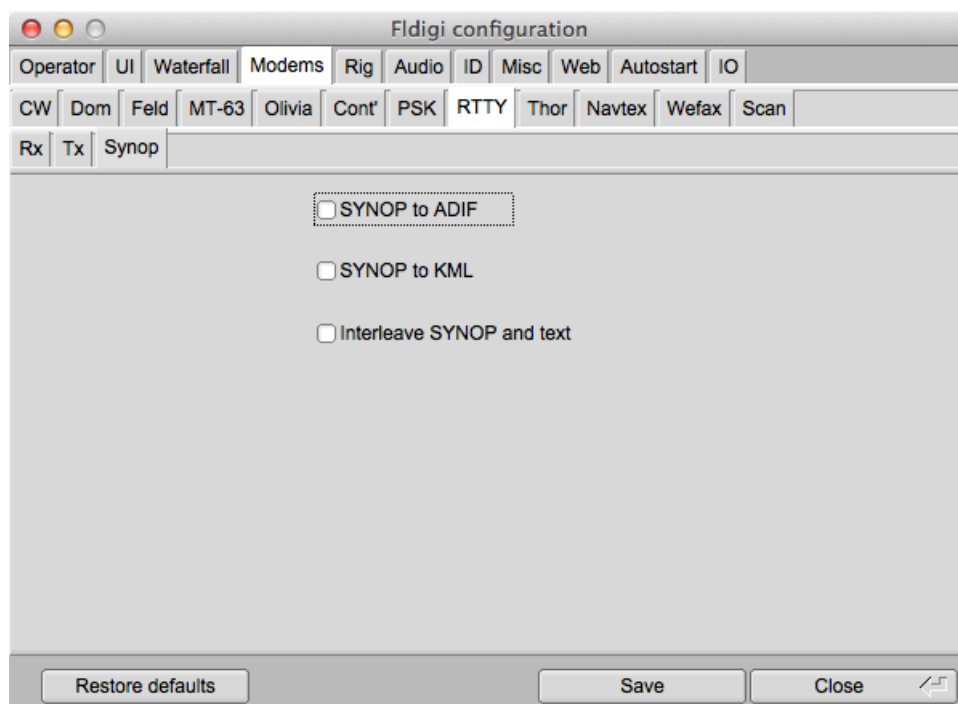 Fldigi configuration
Operator UI Waterfall Modems Rig Audio ID Misc Web Autostart IO
CW Dom Feld MT-63 Olivia Cont' PSK RTTY Thor Navtex Wefax Scan
Rx Tx Synop
SYNOP to ADIF
SYNOP to KML
Interleave SYNOP and text
Restore defaults Save Close